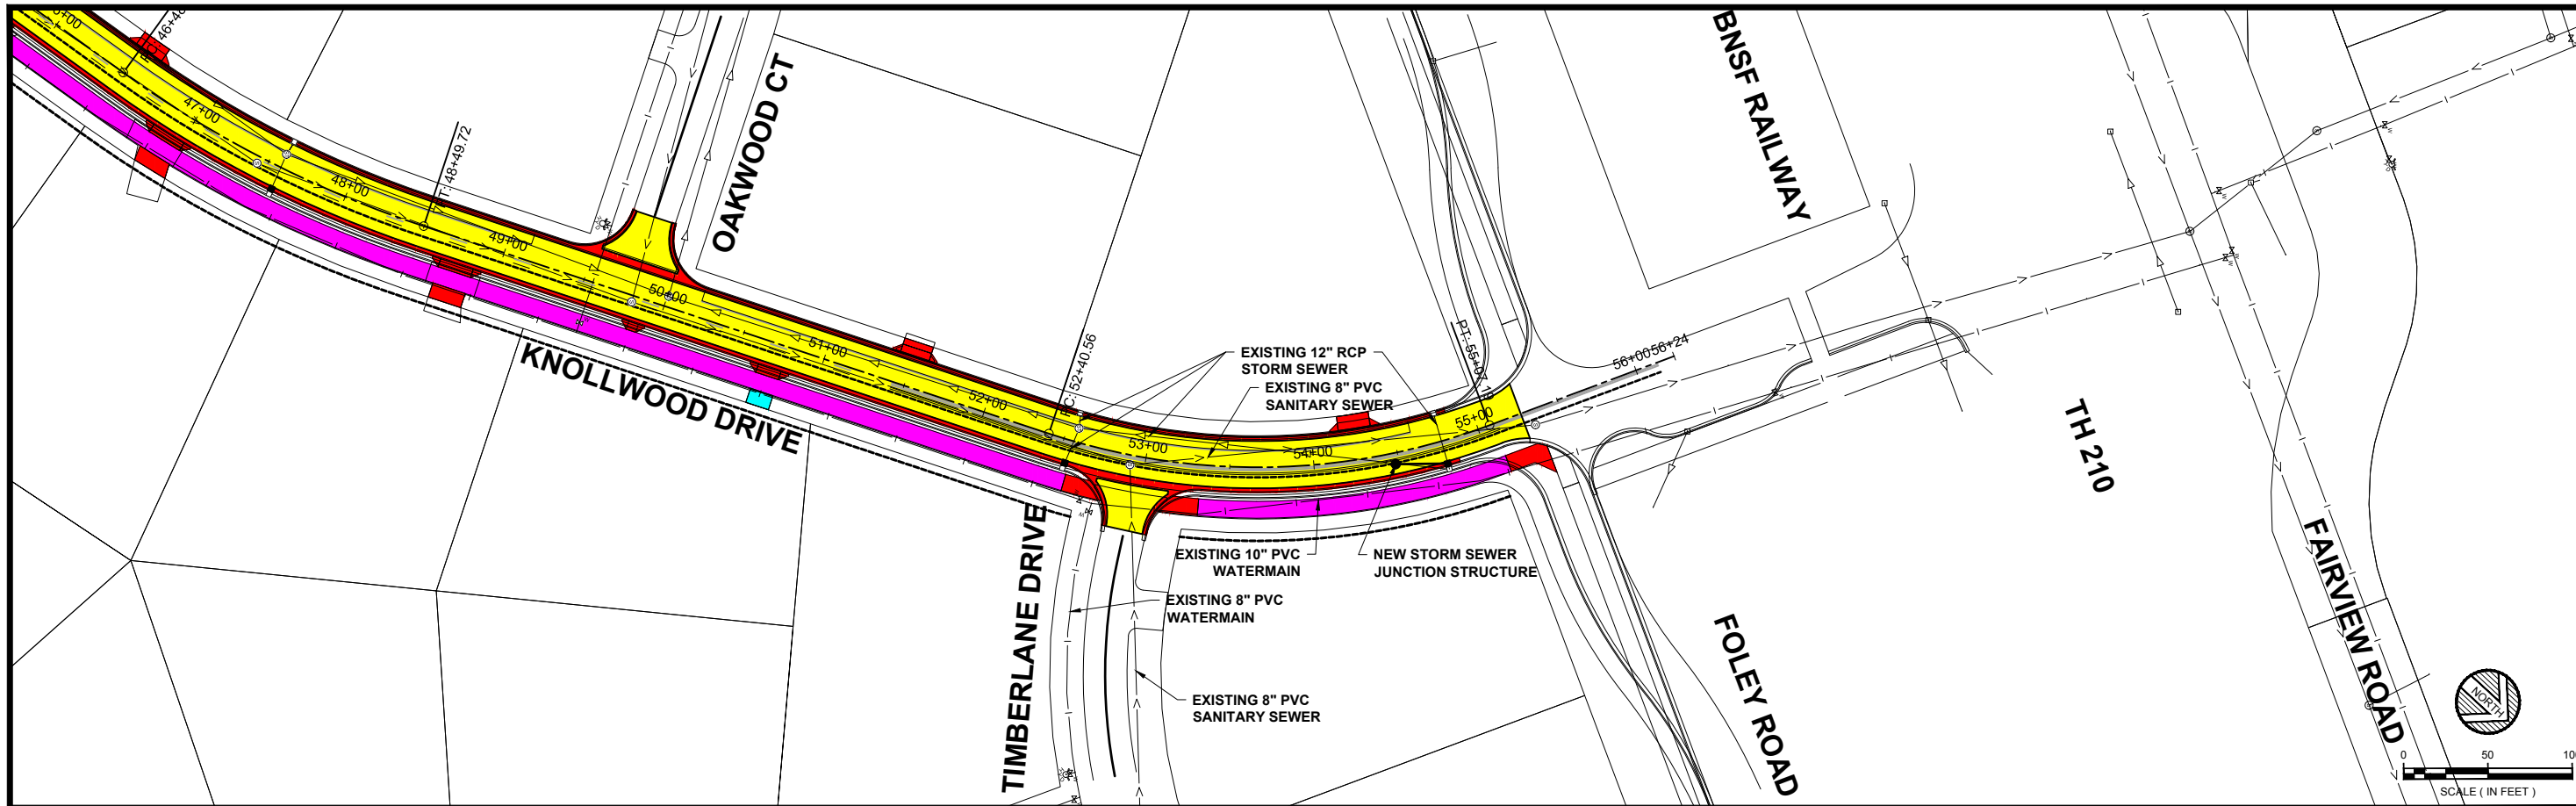 47+00
48+00
PT: 48+49.72
49+00
50+00
51+00
52+00
PC: 52+40.56
53+00
54+00
55+00
56+00
56+24
OAKWOOD CT
BNSF RAILWAY
KNOLLWOOD DRIVE
EXISTING 12" RCP
STORM SEWER
EXISTING 8" PVC
SANITARY SEWER
TH 210
TIMBERLANE DRIVE
EXISTING 10" PVC
WATERMAIN
NEW STORM SEWER
JUNCTION STRUCTURE
EXISTING 8" PVC
WATERMAIN
EXISTING 8" PVC
SANITARY SEWER
FOLEY ROAD
FAIRVIEW ROAD
NORTH
0 50
SCALE ( IN FEET )